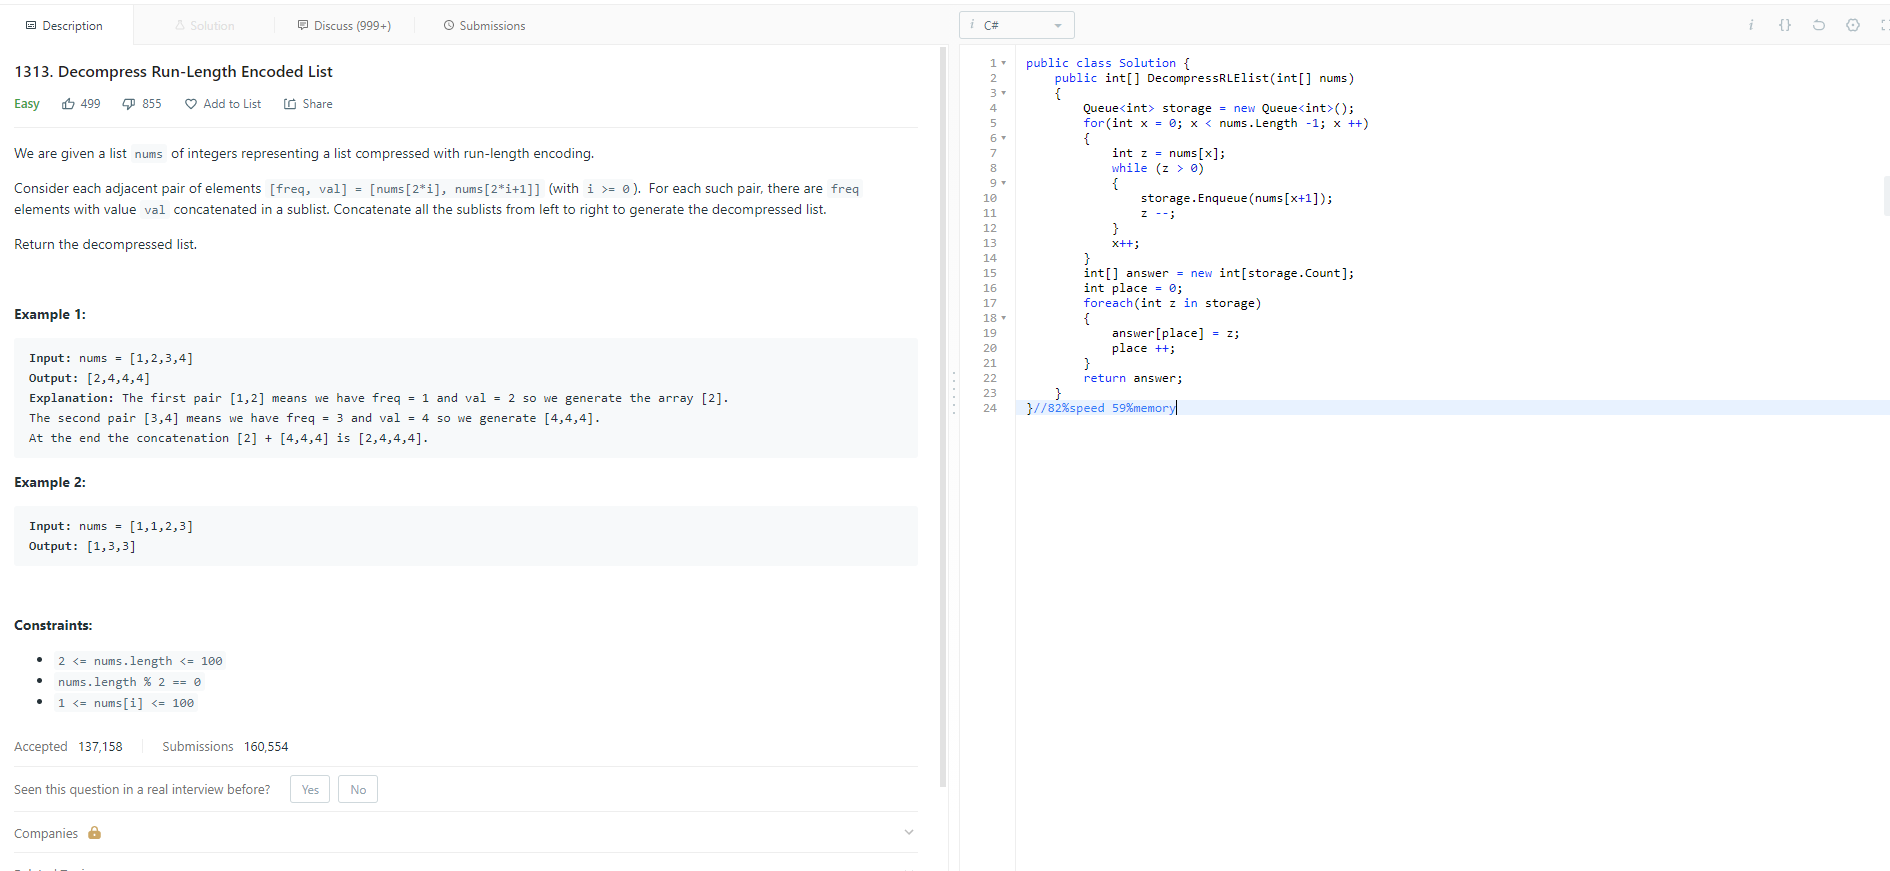 Description
Solution
Discuss (999+)
Submissions
i C#
i {}
1313. Decompress Run-Length Encoded List
Easy 499 855 Add to List Share
We are given a list nums of integers representing a list compressed with run-length encoding.
Consider each adjacent pair of elements [freq, val] = [nums[2*i], nums[2*i+1]] (with i >= 0). For each such pair, there are freq
elements with value val concatenated in a sublist. Concatenate all the sublists from left to right to generate the decompressed list.
Return the decompressed list.
Example 1:
Input: nums = [1,2,3,4]
Output: [2,4,4,4]
Explanation: The first pair [1,2] means we have freq = 1 and val = 2 so we generate the array [2].
The second pair [3,4] means we have freq = 3 and val = 4 so we generate [4,4,4].
At the end the concatenation [2] + [4,4,4] is [2,4,4,4].
Example 2:
Input: nums = [1,1,2,3]
Output: [1,3,3]
Constraints:
2 <= nums.length <= 100
nums.length % 2 == 0
1 <= nums[i] <= 100
Accepted 137,158 Submissions 160,554
Seen this question in a real interview before? Yes No
Companies
1 public class Solution {
2 public int[] DecompressRLElist(int[] nums)
3 {
4 Queue<int> storage = new Queue<int>();
5 for(int x = 0; x < nums.Length -1; x ++)
6 {
7 int z = nums[x];
8 while (z > 0)
9 {
10 storage.Enqueue(nums[x+1]);
11 z --;
12 }
13 x++;
14 }
15 int[] answer = new int[storage.Count];
16 int place = 0;
17 foreach(int z in storage)
18 {
19 answer[place] = z;
20 place ++;
21 }
22 return answer;
23 }
24 }//82%speed 59%memory